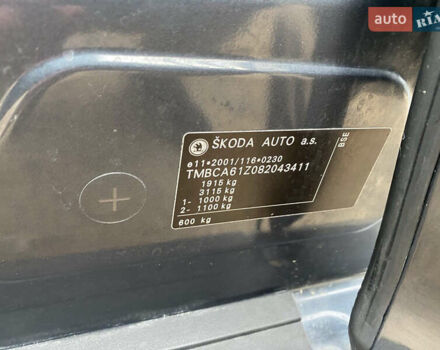 auto RIA
ŠKODA AUTO a.s.
BSE
e11*2001/116*0230
TMBCA61Z082043411
1915 kg
3115 kg
1- 1000 kg
2- 1100 kg
600 kg